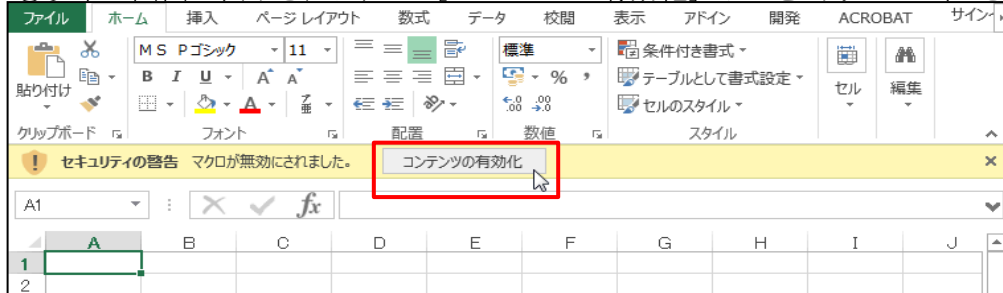 ファイル ホーム 挿入 ページ レイアウト 数式 データ 校閲 表示 アドイン 開発 ACROBAT サインイ
ＭＳ Ｐゴシック 11 標準 条件付き書式
貼り付け B I U A A % , テーブルとして書式設定 セル 編集
A 亜 .0 .00 .00 .0 セルのスタイル
クリップボード フォント 配置 数値 スタイル
セキュリティの警告 マクロが無効にされました。 コンテンツの有効化
A1 fx
A B C D E F G H I J
1
2